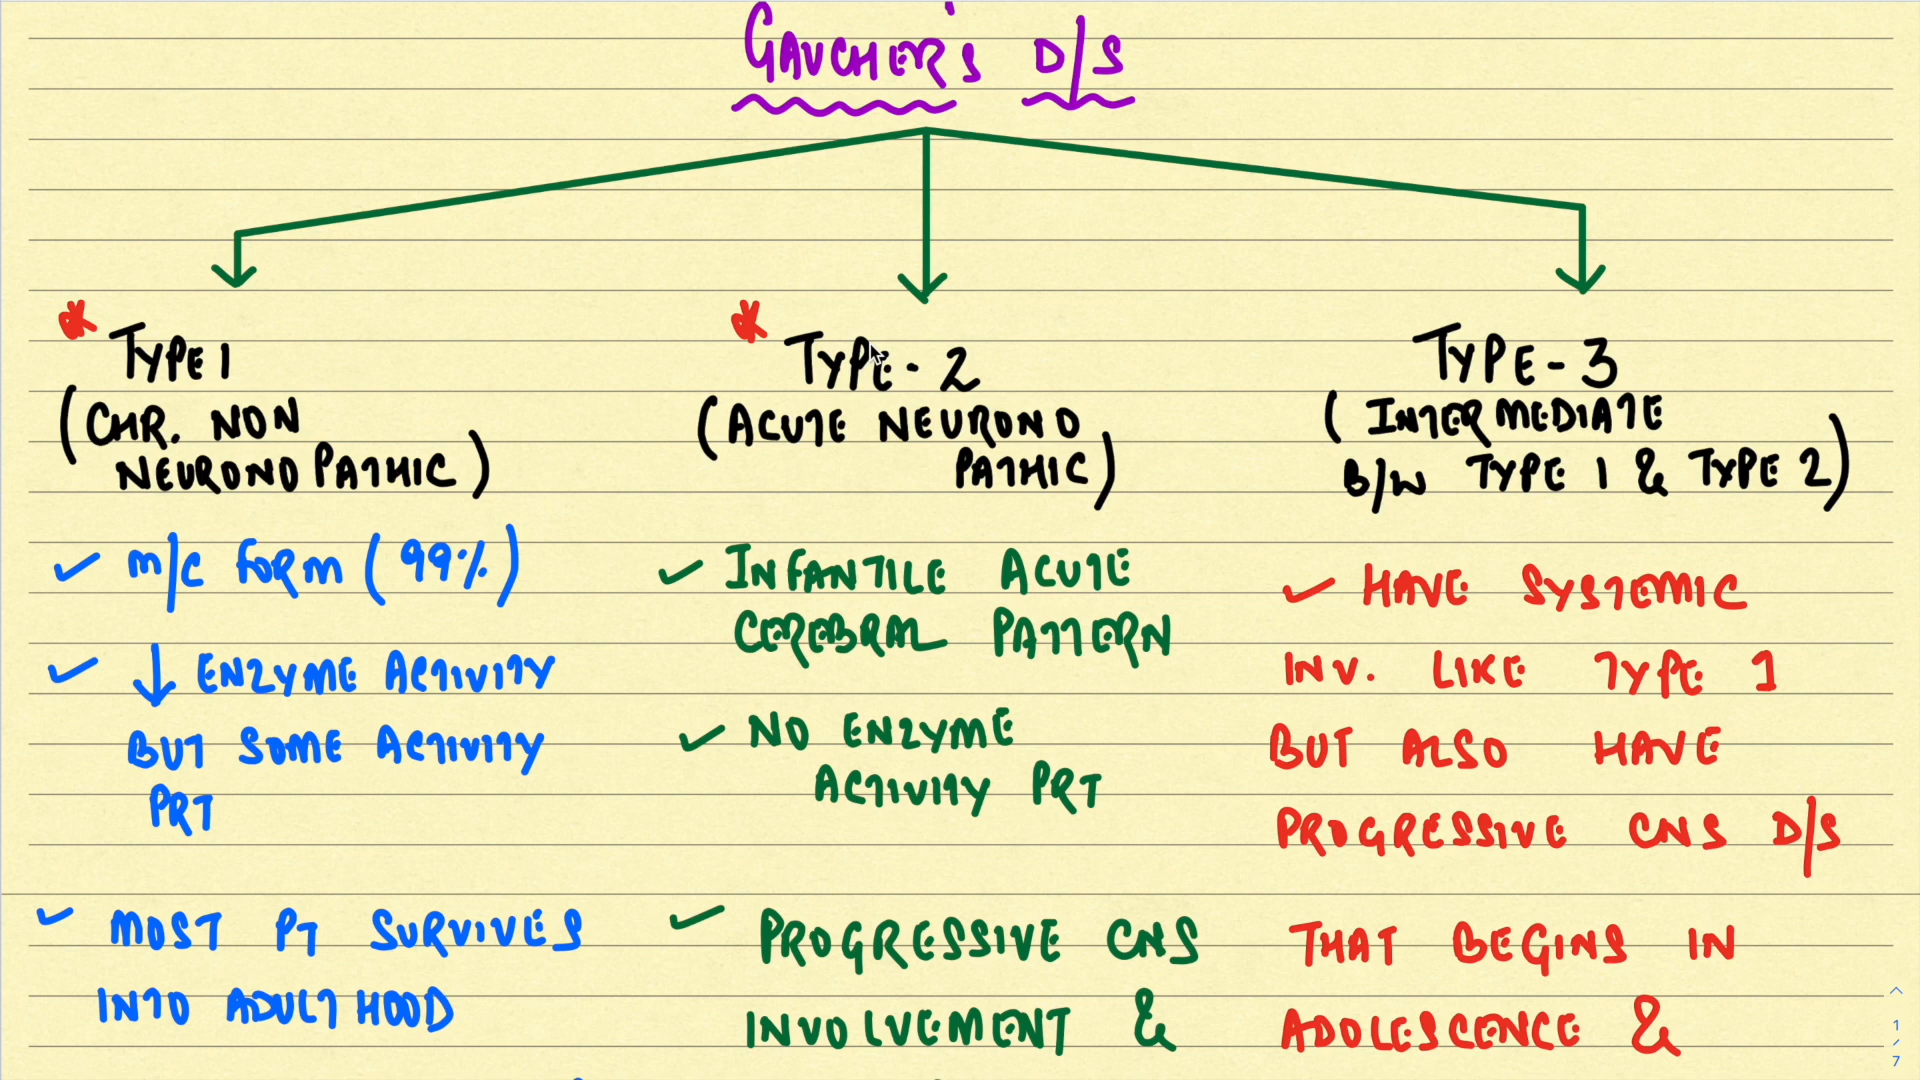 GAUCHER'S D/S
TYPE 1
(CHR. NON
NEURONOPATHIC)
✓ M/C FORM (99%)
✓ ↓ ENZYME ACTIVITY
BUT SOME ACTIVITY
PRT
✓ MOST PT SURVIVES
INTO ADULTHOOD
TYPE - 2
(ACUTE NEURONO
PATHIC)
✓ INFANTILE ACUTE
CEREBRAL PATTERN
✓ NO ENZYME
ACTIVITY PRT
✓ PROGRESSIVE CNS
INVOLVEMENT &
TYPE - 3
(INTERMEDIATE
B/W TYPE 1 & TYPE 2)
✓ HAVE SYSTEMIC
INV. LIKE TYPE 1
BUT ALSO HAVE
PROGRESSIVE CNS D/S
THAT BEGINS IN
ADOLESCENCE &
1
/
7